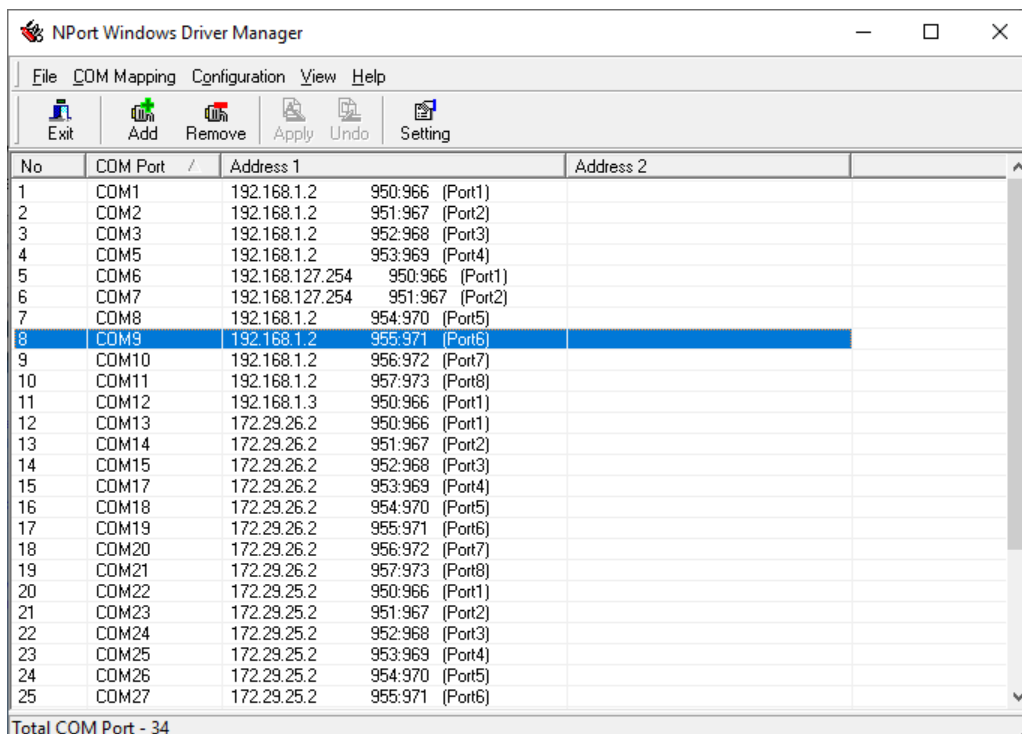 NPort Windows Driver Manager
File COM Mapping Configuration View Help
Exit Add Remove Apply Undo Setting
No COM Port Address 1 Address 2
1 COM1 192.168.1.2 950:966 (Port1)
2 COM2 192.168.1.2 951:967 (Port2)
3 COM3 192.168.1.2 952:968 (Port3)
4 COM5 192.168.1.2 953:969 (Port4)
5 COM6 192.168.127.254 950:966 (Port1)
6 COM7 192.168.127.254 951:967 (Port2)
7 COM8 192.168.1.2 954:970 (Port5)
8 COM9 192.168.1.2 955:971 (Port6)
9 COM10 192.168.1.2 956:972 (Port7)
10 COM11 192.168.1.2 957:973 (Port8)
11 COM12 192.168.1.3 950:966 (Port1)
12 COM13 172.29.26.2 950:966 (Port1)
13 COM14 172.29.26.2 951:967 (Port2)
14 COM15 172.29.26.2 952:968 (Port3)
15 COM17 172.29.26.2 953:969 (Port4)
16 COM18 172.29.26.2 954:970 (Port5)
17 COM19 172.29.26.2 955:971 (Port6)
18 COM20 172.29.26.2 956:972 (Port7)
19 COM21 172.29.26.2 957:973 (Port8)
20 COM22 172.29.25.2 950:966 (Port1)
21 COM23 172.29.25.2 951:967 (Port2)
22 COM24 172.29.25.2 952:968 (Port3)
23 COM25 172.29.25.2 953:969 (Port4)
24 COM26 172.29.25.2 954:970 (Port5)
25 COM27 172.29.25.2 955:971 (Port6)
Total COM Port - 34